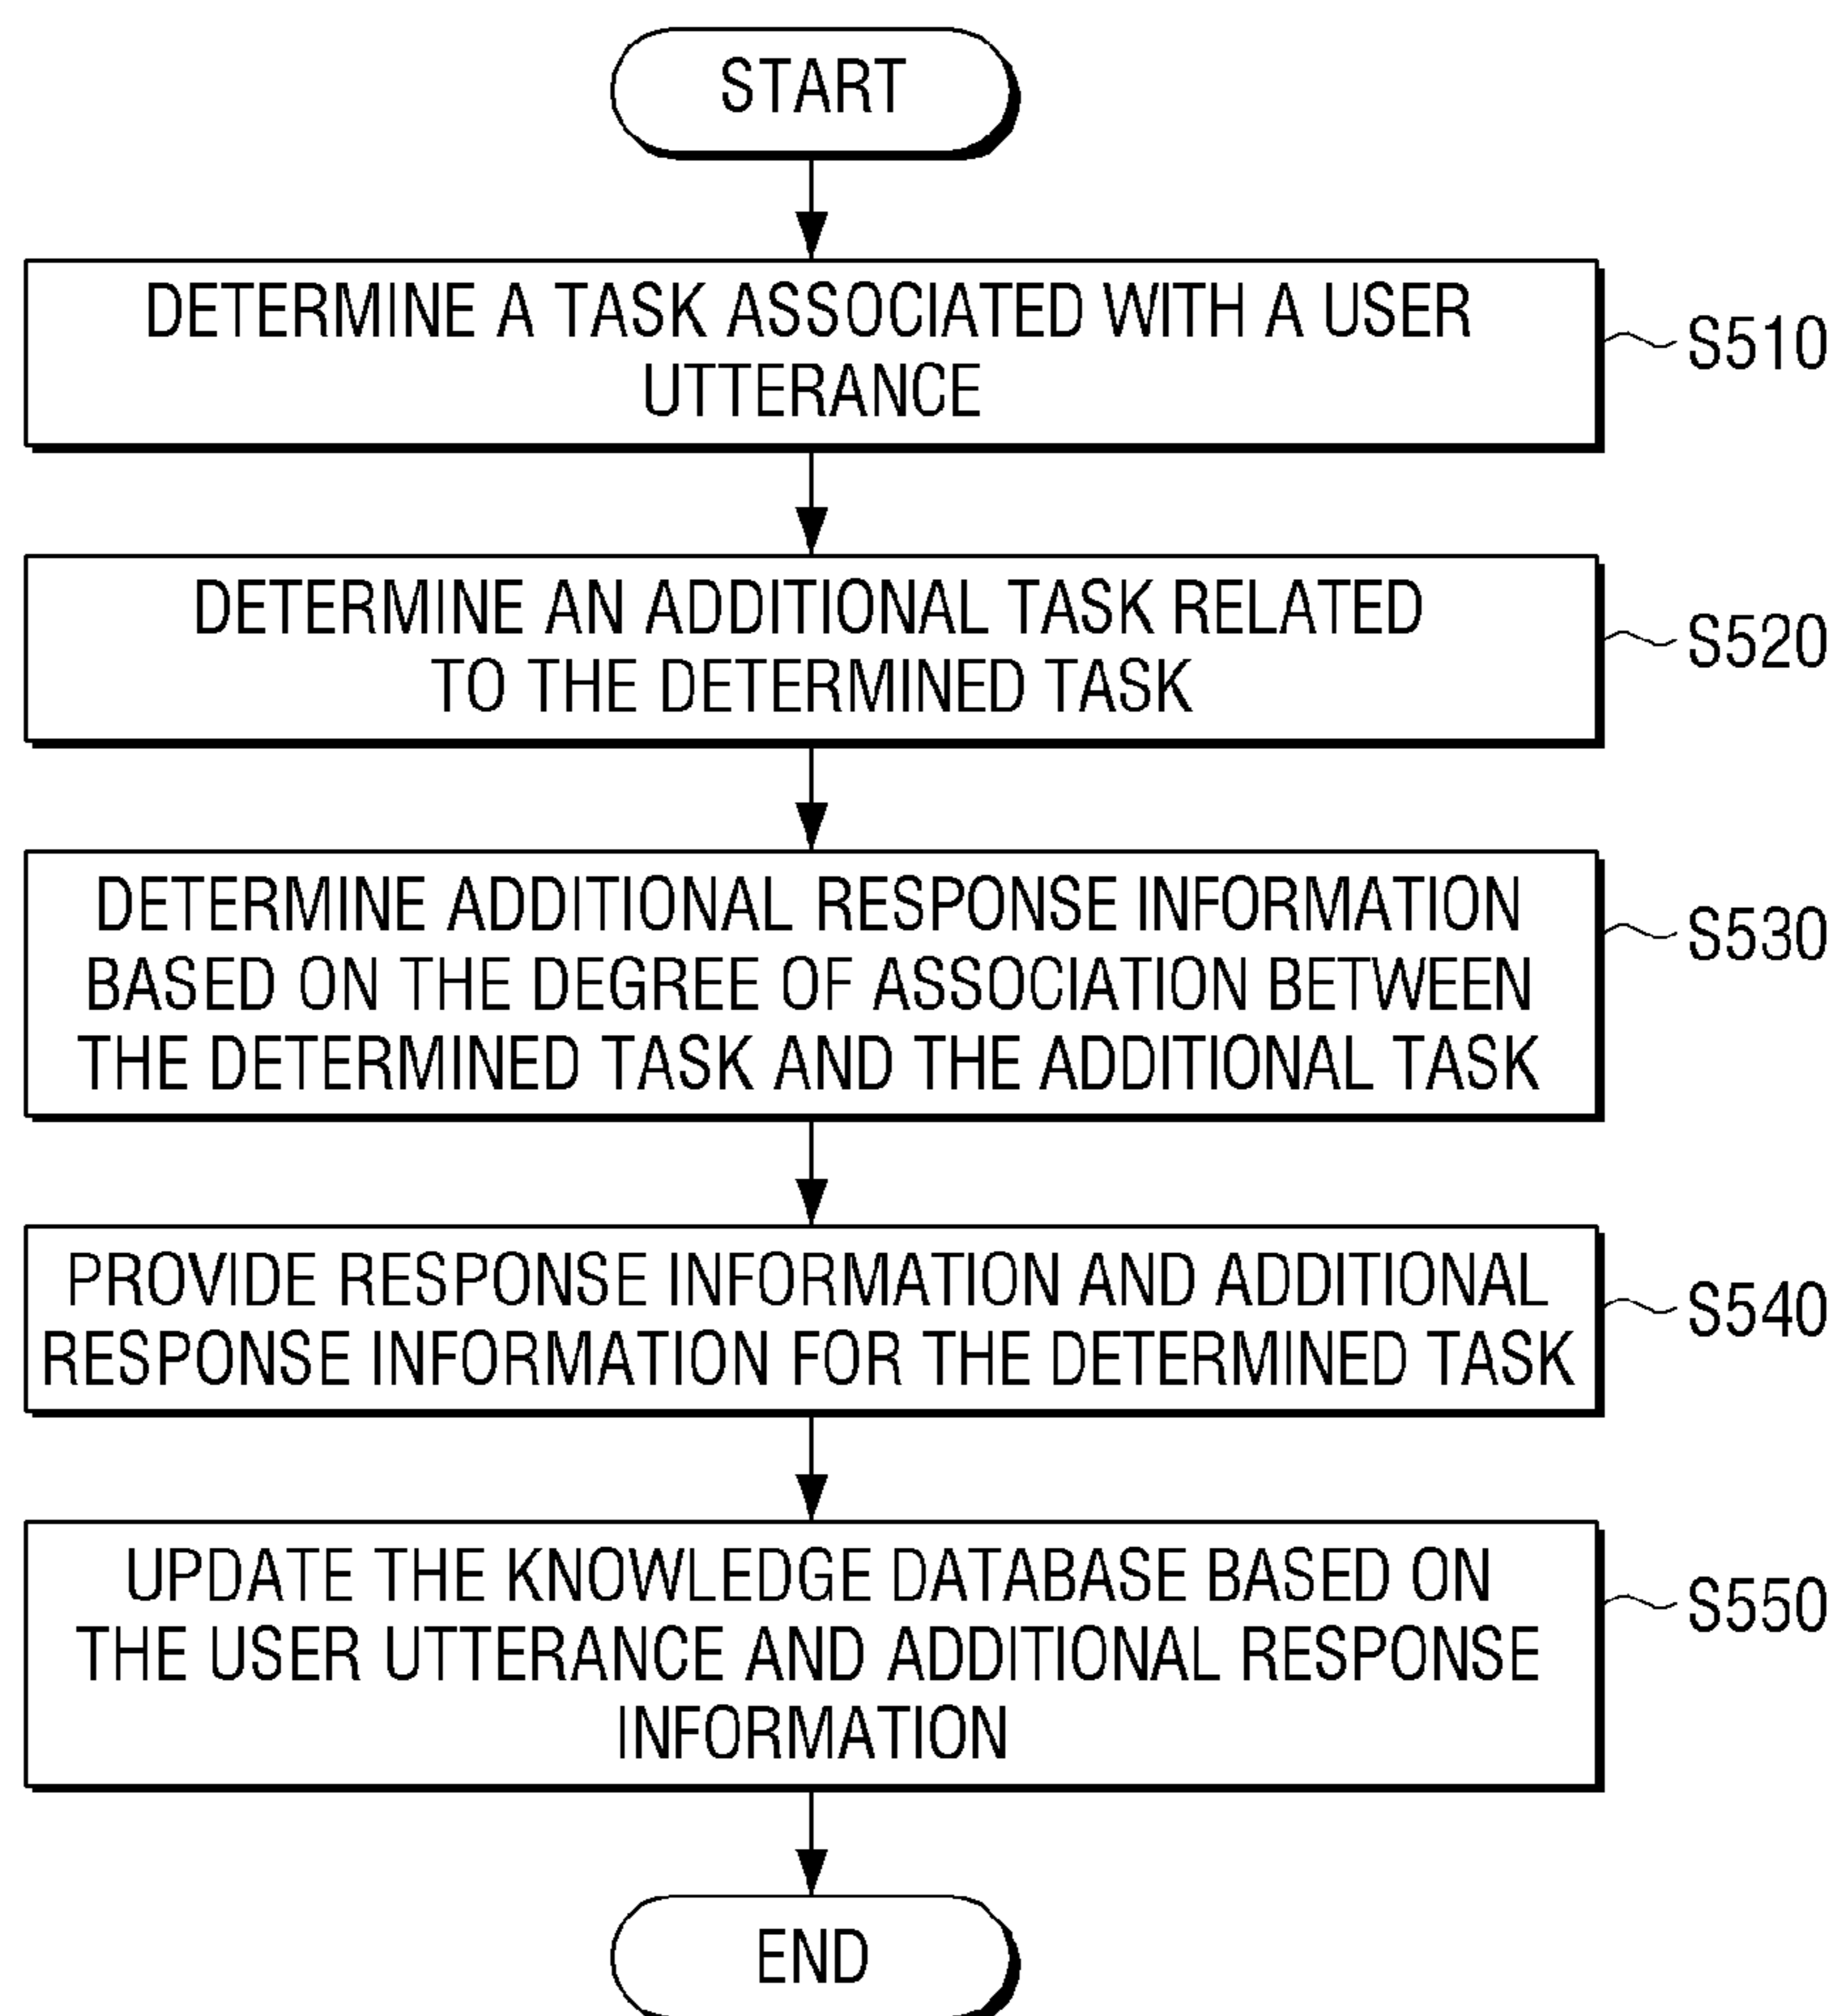 START
DETERMINE A TASK ASSOCIATED WITH A USER
UTTERANCE
S510
DETERMINE AN ADDITIONAL TASK RELATED
TO THE DETERMINED TASK
S520
DETERMINE ADDITIONAL RESPONSE INFORMATION
BASED ON THE DEGREE OF ASSOCIATION BETWEEN
THE DETERMINED TASK AND THE ADDITIONAL TASK
S530
PROVIDE RESPONSE INFORMATION AND ADDITIONAL
RESPONSE INFORMATION FOR THE DETERMINED TASK
S540
UPDATE THE KNOWLEDGE DATABASE BASED ON
THE USER UTTERANCE AND ADDITIONAL RESPONSE
INFORMATION
S550
END